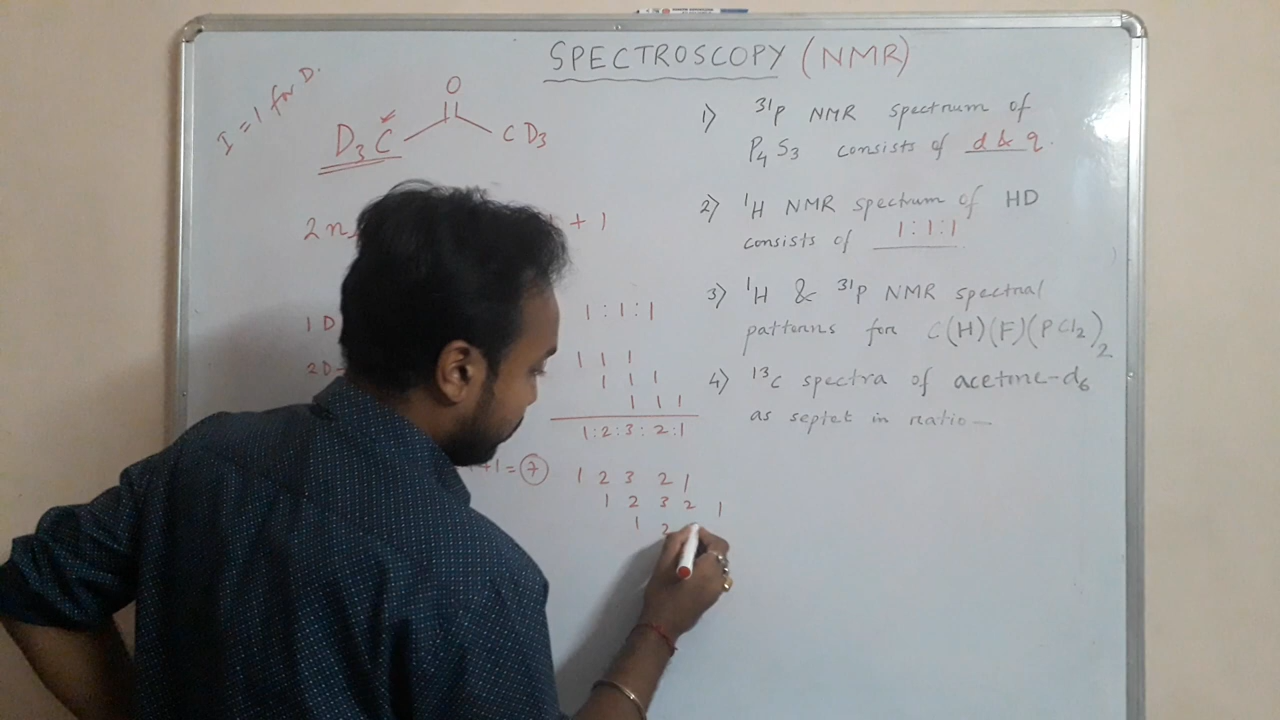 SPECTROSCOPY (NMR)
I = 1 for D.
O
D3C CD3
2n + 1
1D 1:1:1
2D
1 1 1
1 1 1
1 1 1
1:2:3:2:1
+1 = 7
1 2 3 2 1
1 2 3 2 1
1 2
1) 31P NMR spectrum of
P4S3 consists of d & q.
2) 1H NMR spectrum of HD
consists of 1:1:1
3) 1H & 31P NMR spectral
patterns for C(H)(F)(PCl2)2
4) 13C spectra of acetone-d6
as septet in ratio —